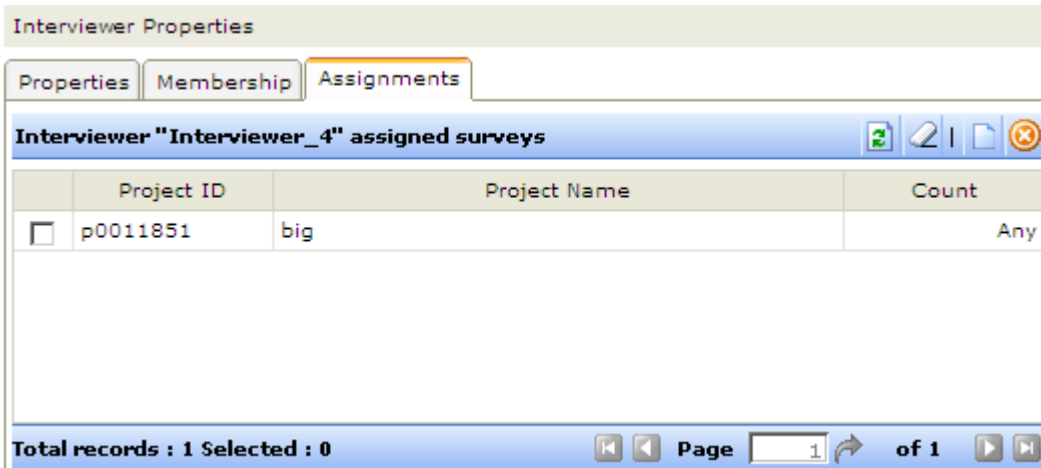 Interviewer Properties
Properties Membership Assignments
Interviewer "Interviewer_4" assigned surveys
Project ID Project Name Count
p0011851 big Any
Total records : 1 Selected : 0 Page 1 of 1